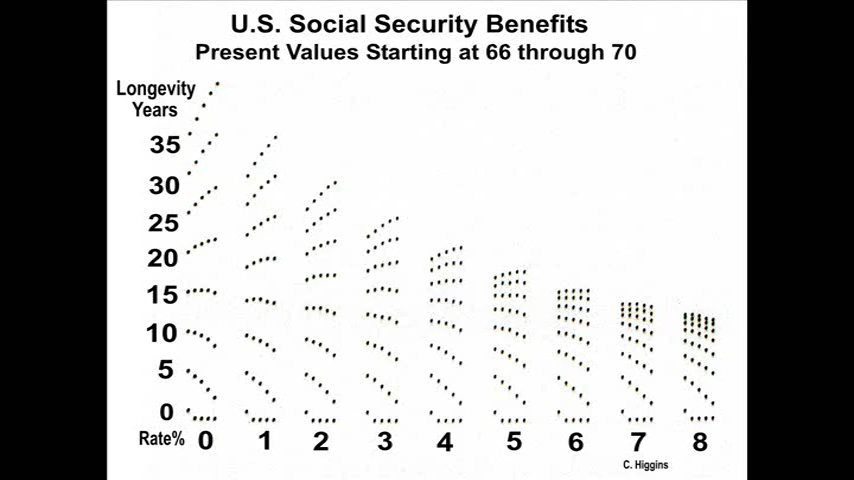 U.S. Social Security Benefits
Present Values Starting at 66 through 70
Longevity
Years
35
30
25
20
15
10
5
0
Rate% 0 1 2 3 4 5 6 7 8
C. Higgins